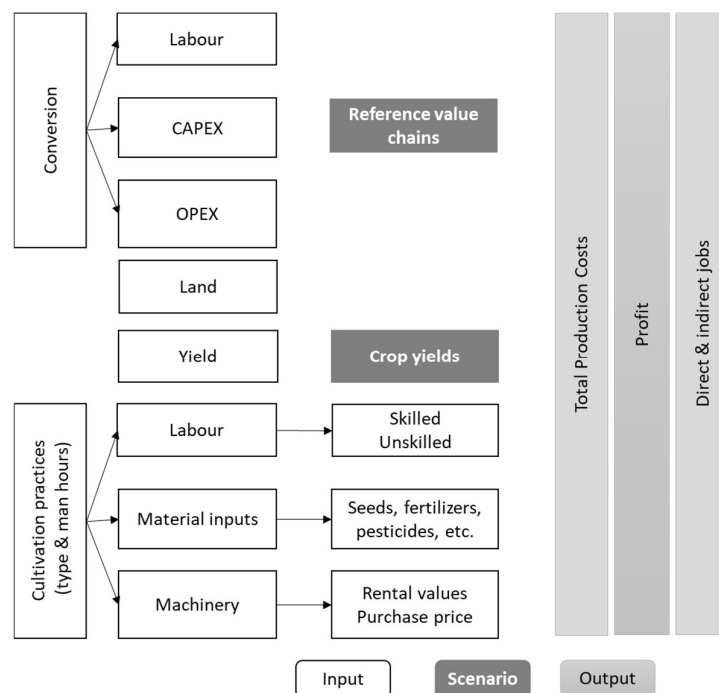 Conversion
Labour
CAPEX
OPEX
Reference value
chains
Land
Yield
Crop yields
Cultivation practices
(type & man hours)
Labour
Skilled
Unskilled
Material inputs
Seeds, fertilizers,
pesticides, etc.
Machinery
Rental values
Purchase price
Total Production Costs
Profit
Direct & indirect jobs
Input
Scenario
Output